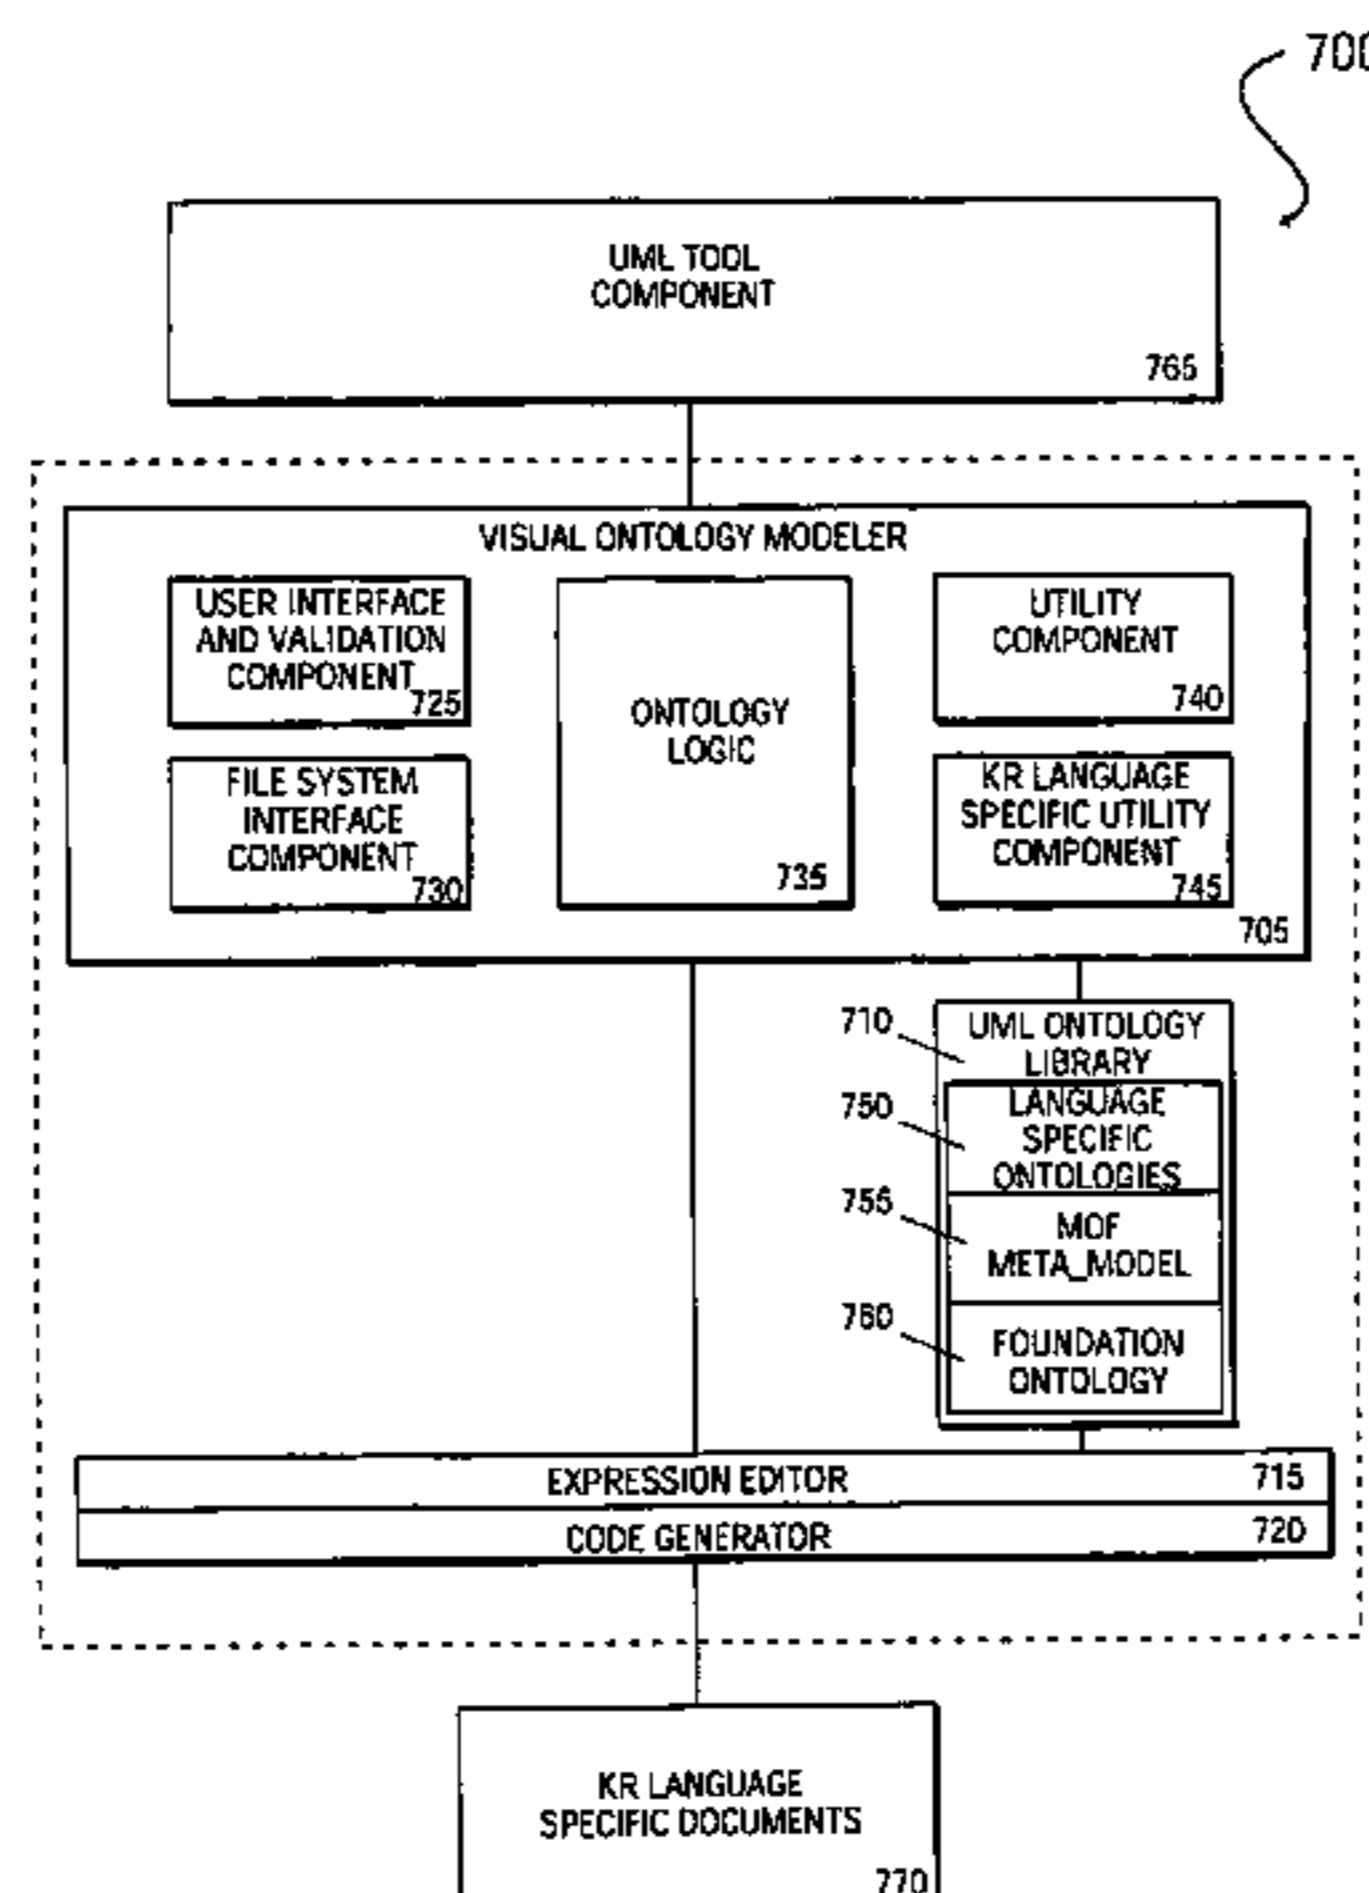 700
UML TOOL
COMPONENT
765
VISUAL ONTOLOGY MODELER
USER INTERFACE
AND VALIDATION
COMPONENT
725
FILE SYSTEM
INTERFACE
COMPONENT
730
ONTOLOGY
LOGIC
735
UTILITY
COMPONENT
740
KR LANGUAGE
SPECIFIC UTILITY
COMPONENT
745
705
710
UML ONTOLOGY
LIBRARY
750
LANGUAGE
SPECIFIC
ONTOLOGIES
755
MOF
META_MODEL
760
FOUNDATION
ONTOLOGY
EXPRESSION EDITOR
715
CODE GENERATOR
720
KR LANGUAGE
SPECIFIC DOCUMENTS
770